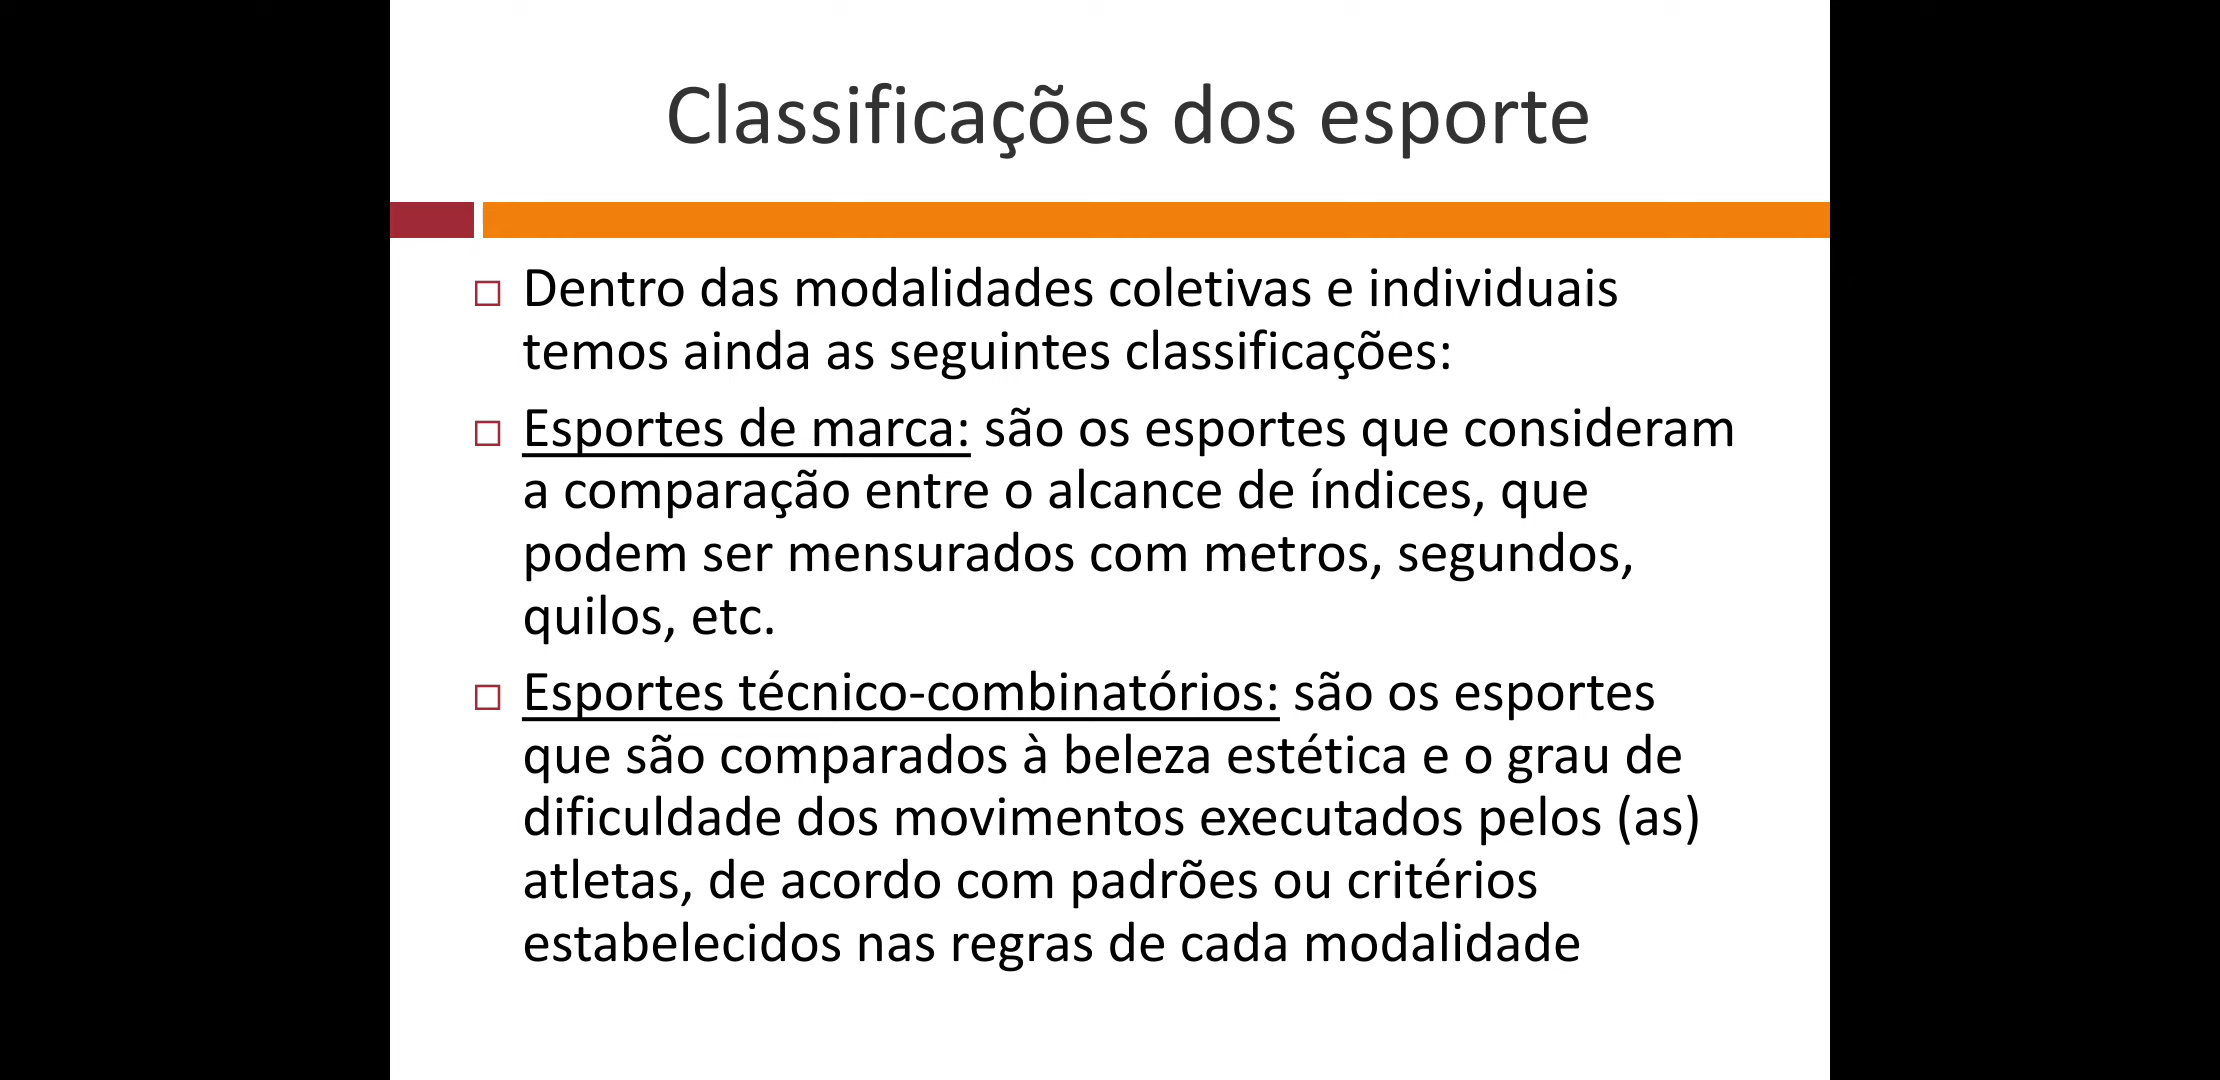 Classificações dos esporte
Dentro das modalidades coletivas e individuais
temos ainda as seguintes classificações:
Esportes de marca: são os esportes que consideram
a comparação entre o alcance de índices, que
podem ser mensurados com metros, segundos,
quilos, etc.
Esportes técnico-combinatórios: são os esportes
que são comparados à beleza estética e o grau de
dificuldade dos movimentos executados pelos (as)
atletas, de acordo com padrões ou critérios
estabelecidos nas regras de cada modalidade